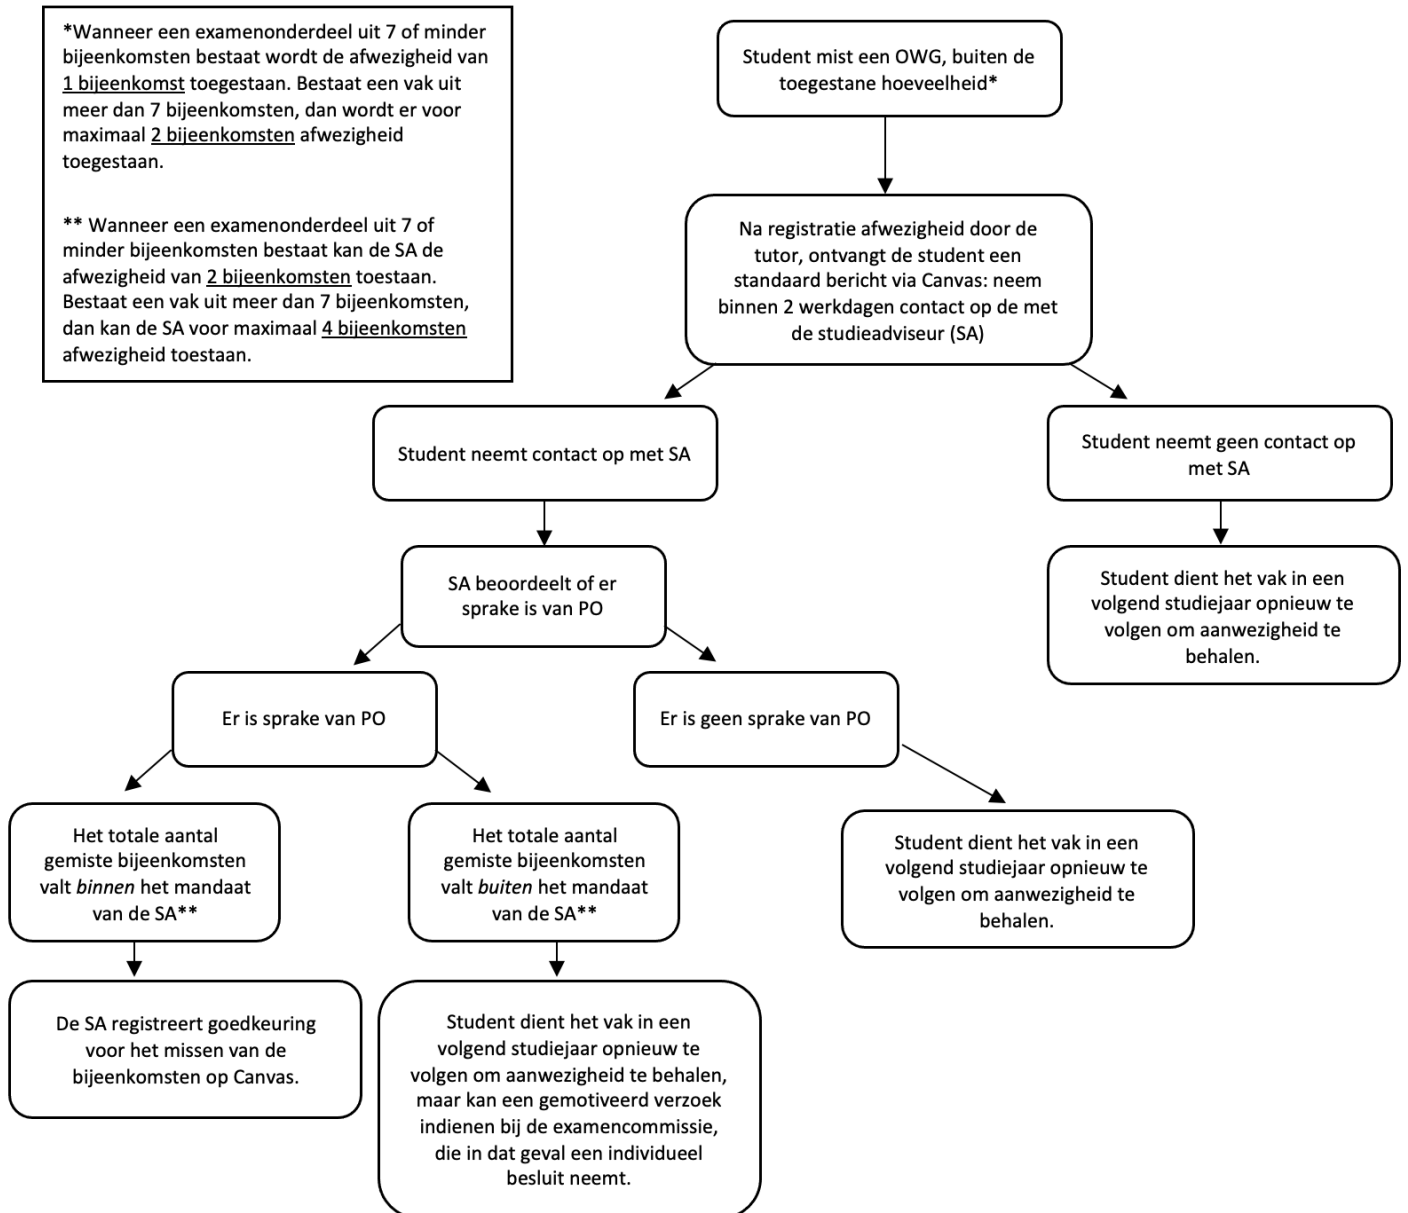 *Wanneer een examenonderdeel uit 7 of minder
bijeenkomsten bestaat wordt de afwezigheid van
1 bijeenkomst toegestaan. Bestaat een vak uit
meer dan 7 bijeenkomsten, dan wordt er voor
maximaal 2 bijeenkomsten afwezigheid
toegestaan.
** Wanneer een examenonderdeel uit 7 of
minder bijeenkomsten bestaat kan de SA de
afwezigheid van 2 bijeenkomsten toestaan.
Bestaat een vak uit meer dan 7 bijeenkomsten,
dan kan de SA voor maximaal 4 bijeenkomsten
afwezigheid toestaan.
Student mist een OWG, buiten de
toegestane hoeveelheid*
Na registratie afwezigheid door de
tutor, ontvangt de student een
standaard bericht via Canvas: neem
binnen 2 werkdagen contact op de met
de studieadviseur (SA)
Student neemt contact op met SA
Student neemt geen contact op
met SA
SA beoordeelt of er
sprake is van PO
Student dient het vak in een
volgend studiejaar opnieuw te
volgen om aanwezigheid te
behalen.
Er is sprake van PO
Er is geen sprake van PO
Het totale aantal
gemiste bijeenkomsten
valt binnen het mandaat
van de SA**
Het totale aantal
gemiste bijeenkomsten
valt buiten het mandaat
van de SA**
Student dient het vak in een
volgend studiejaar opnieuw te
volgen om aanwezigheid te
behalen.
De SA registreert goedkeuring
voor het missen van de
bijeenkomsten op Canvas.
Student dient het vak in een
volgend studiejaar opnieuw te
volgen om aanwezigheid te behalen,
maar kan een gemotiveerd verzoek
indienen bij de examencommissie,
die in dat geval een individueel
besluit neemt.